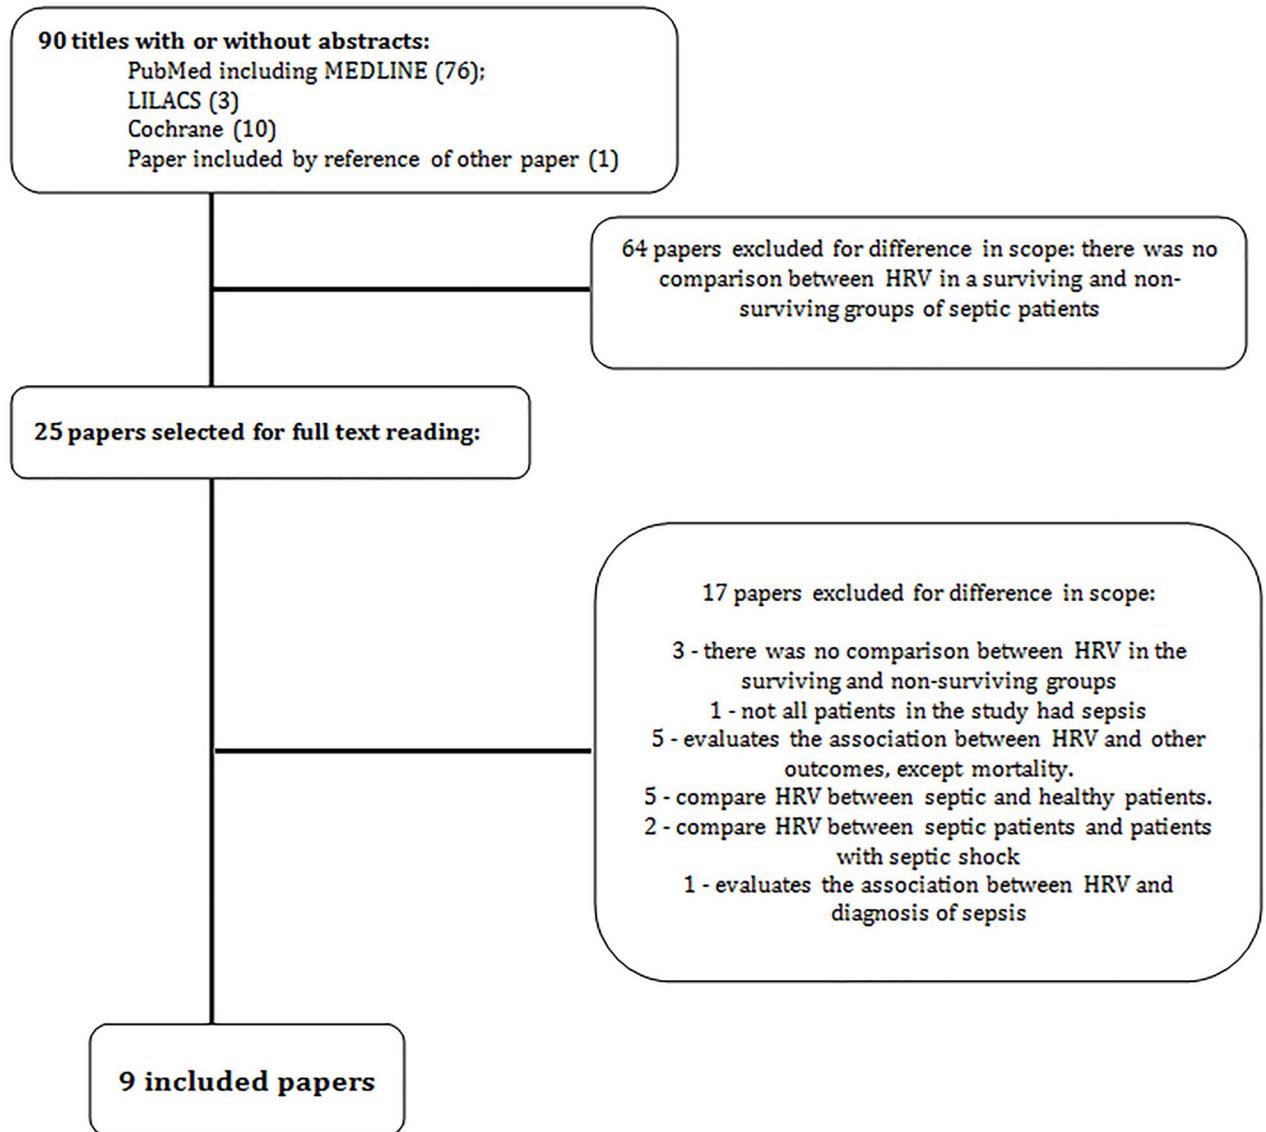 90 titles with or without abstracts:
PubMed including MEDLINE (76);
LILACS (3)
Cochrane (10)
Paper included by reference of other paper (1)
64 papers excluded for difference in scope: there was no
comparison between HRV in a surviving and non-
surviving groups of septic patients
25 papers selected for full text reading:
17 papers excluded for difference in scope:
3 - there was no comparison between HRV in the
surviving and non-surviving groups
1 - not all patients in the study had sepsis
5 - evaluates the association between HRV and other
outcomes, except mortality.
5 - compare HRV between septic and healthy patients.
2 - compare HRV between septic patients and patients
with septic shock
1 - evaluates the association between HRV and
diagnosis of sepsis
9 included papers